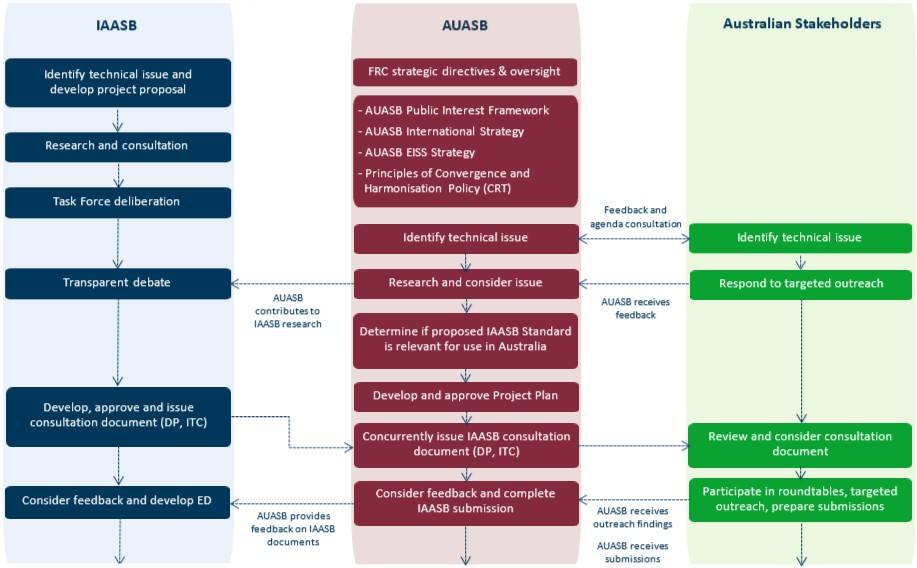 IAASB
Identify technical issue and
develop project proposal
Research and consultation
Task Force deliberation
Transparent debate
Develop, approve and issue
consultation document (DP, ITC)
Consider feedback and develop ED
AUASB
FRC strategic directives & oversight
- AUASB Public Interest Framework
- AUASB International Strategy
- AUASB EISS Strategy
- Principles of Convergence and
Harmonisation Policy (CRT)
Identify technical issue
Research and consider issue
Determine if proposed IAASB Standard
is relevant for use in Australia
Develop and approve Project Plan
Concurrently issue IAASB consultation
document (DP, ITC)
Consider feedback and complete
IAASB submission
Australian Stakeholders
Identify technical issue
Respond to targeted outreach
Review and consider consultation
document
Participate in roundtables, targeted
outreach, prepare submissions
Feedback and
agenda consultation
AUASB
contributes to
IAASB research
AUASB receives
feedback
AUASB provides
feedback on IAASB
documents
AUASB receives
outreach findings
AUASB receives
submissions